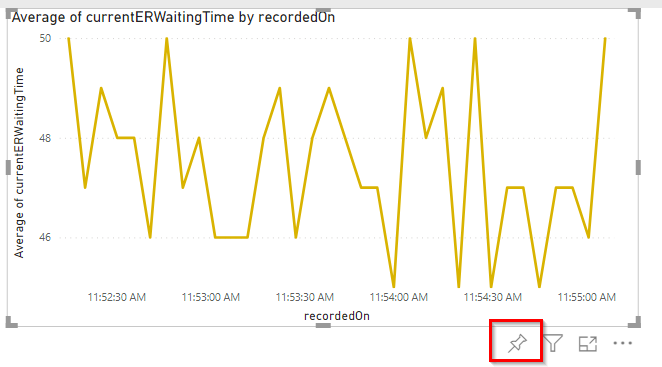 Average of currentERWaitingTime by recordedOn
50
48
46
Average of currentERWaitingTime
11:52:30 AM 11:53:00 AM 11:53:30 AM 11:54:00 AM 11:54:30 AM 11:55:00 AM
recordedOn